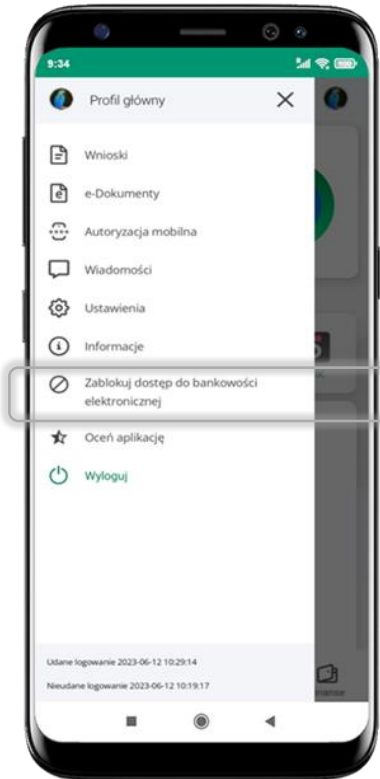 9:34
Profil główny
Wnioski
e-Dokumenty
Autoryzacja mobilna
Wiadomości
Ustawienia
Informacje
Zablokuj dostęp do bankowości
elektronicznej
Oceń aplikację
Wyloguj
Udane logowanie 2023-06-12 10:29:14
Nieudane logowanie 2023-06-12 10:19:17